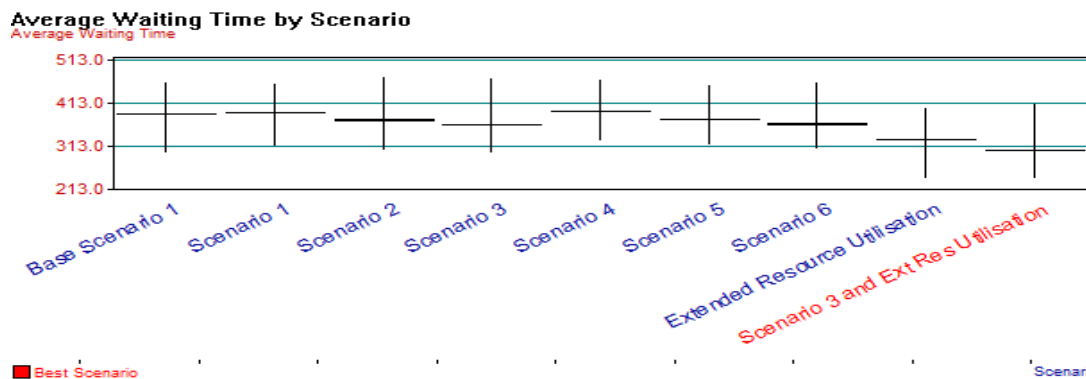 Average Waiting Time by Scenario
Average Waiting Time
513.0
413.0
313.0
213.0
Base Scenario 1
Scenario 1
Scenario 2
Scenario 3
Scenario 4
Scenario 5
Scenario 6
Extended Resource Utilisation
Scenario 3 and Ext Res Utilisation
Best Scenario